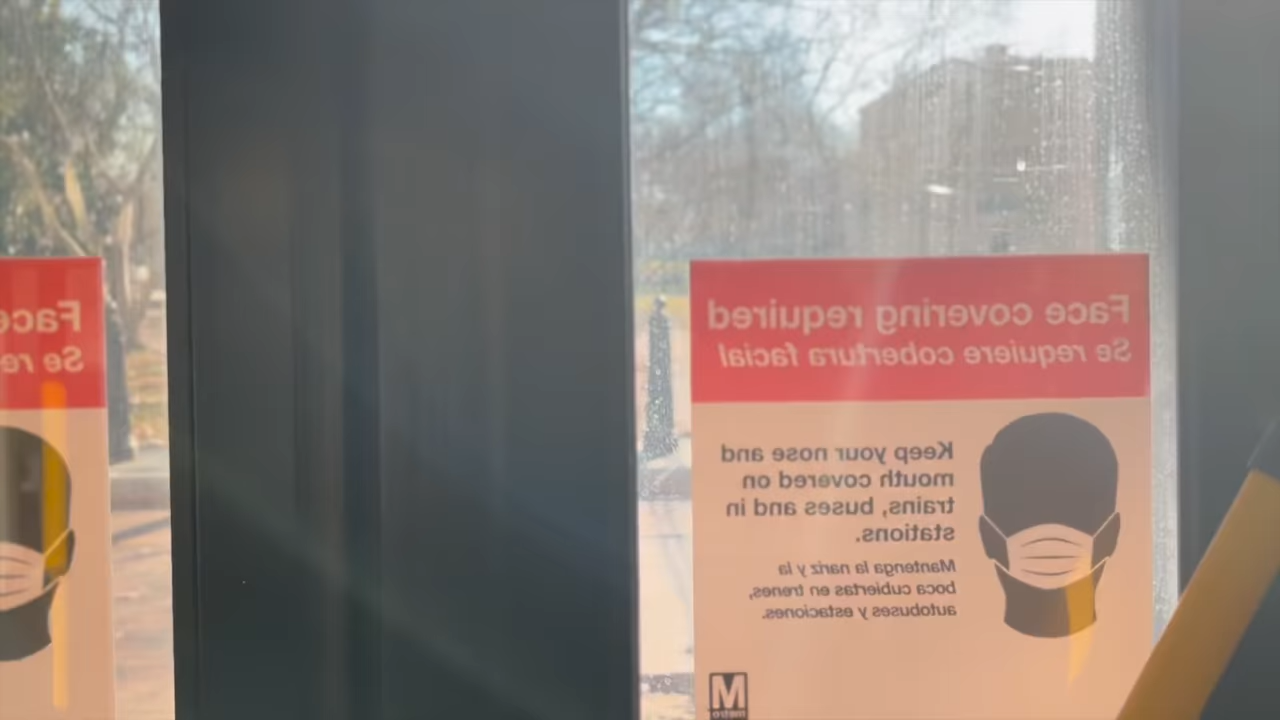 Face
Se re
Face covering required
Se requiere cobertura facial
Keep your nose and
mouth covered on
trains, buses and in
stations.
Mantenga la nariz y la
boca cubiertas en trenes,
autobuses y estaciones.
M
metro